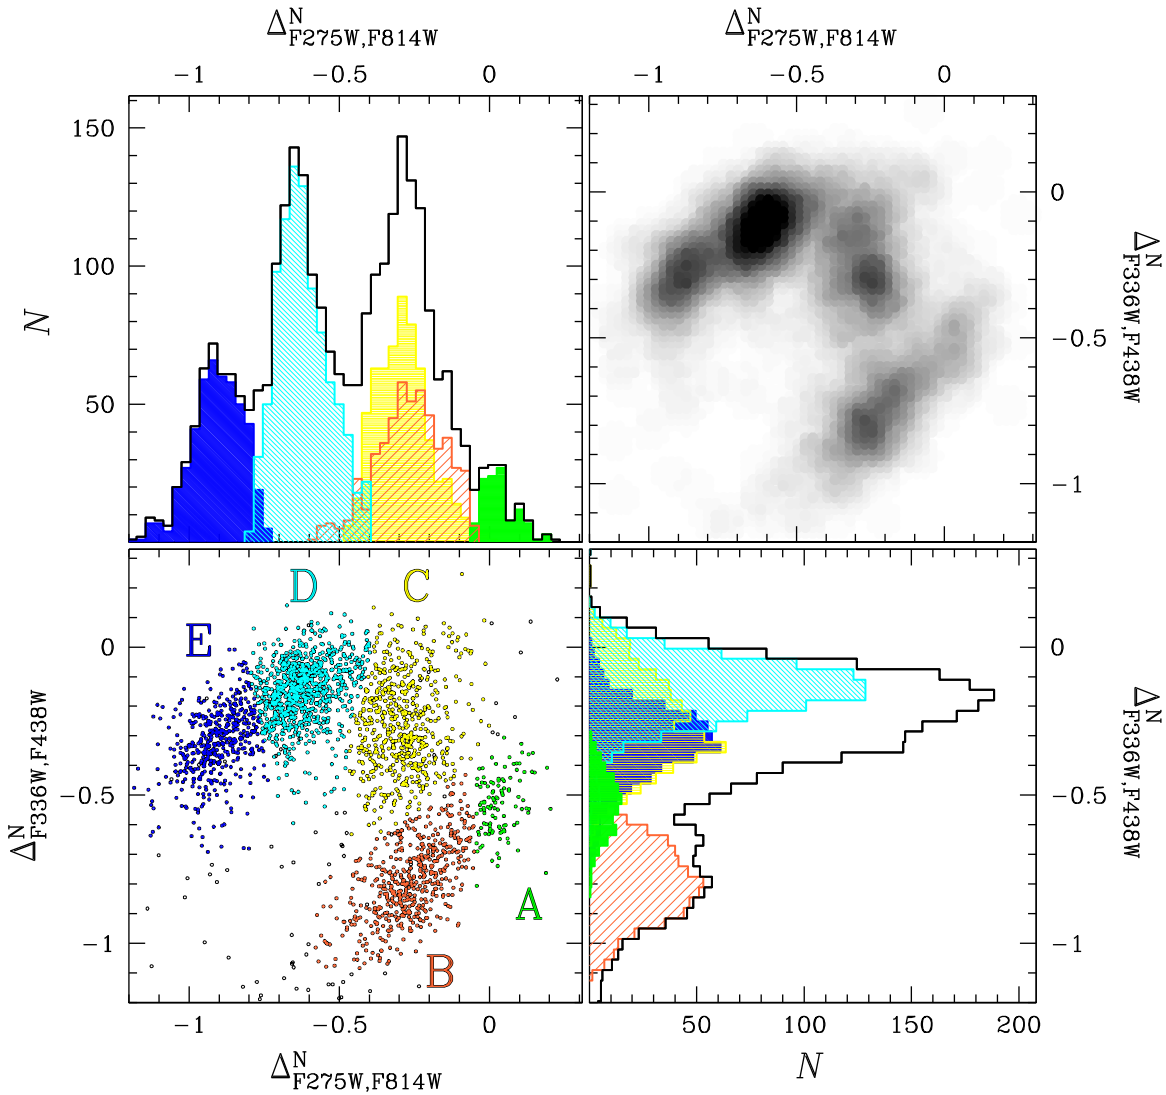 Δ^N_F275W,F814W Δ^N_F275W,F814W
−1 −0.5 0 −1 −0.5 0
150
100
50
N
0
−0.5
−1
Δ^N_F336W,F438W
D C
E
A
B
0
−0.5
−1
Δ^N_F336W,F438W
0
−0.5
−1
Δ^N_F336W,F438W
−1 −0.5 0 50 100 150 200
Δ^N_F275W,F814W N